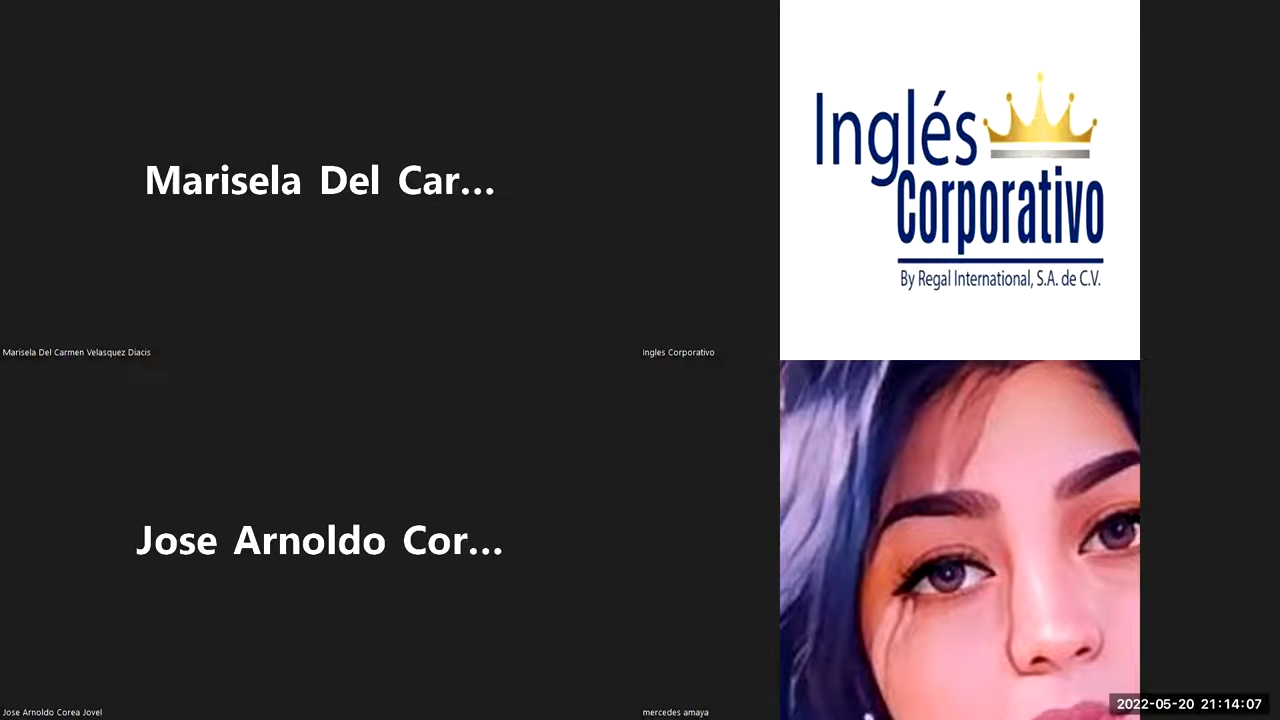 Marisela Del Car...
Marisela Del Carmen Velasquez Diacis
Inglés
Corporativo
By Regal International, S.A. de C.V.
Ingles Corporativo
Jose Arnoldo Cor...
Jose Arnoldo Corea Jovel
mercedes amaya
2022-05-20 21:14:07